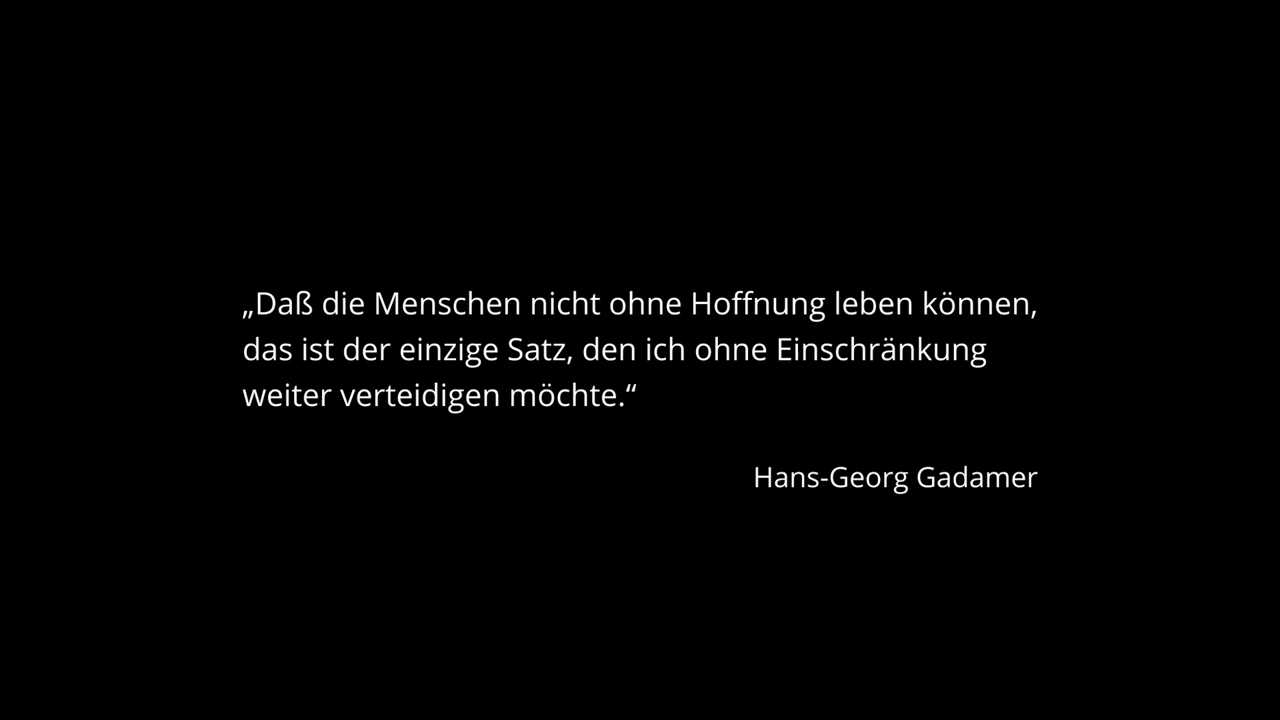 „Daß die Menschen nicht ohne Hoffnung leben können,
das ist der einzige Satz, den ich ohne Einschränkung
weiter verteidigen möchte.“
Hans-Georg Gadamer